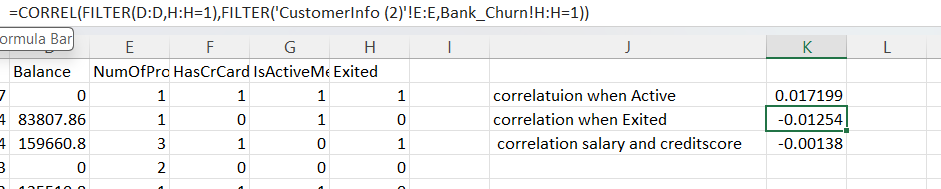 =CORREL(FILTER(D:D,H:H=1),FILTER('CustomerInfo (2)'!E:E,Bank_Churn!H:H=1))
ormula Bar
E F G H I J K L
Balance NumOfPro HasCrCard IsActiveMe Exited
7 0 1 1 1 1 correlatuion when Active 0.017199
4 83807.86 1 0 1 0 correlation when Exited -0.01254
4 159660.8 3 1 0 1 correlation salary and creditscore -0.00138
3 0 2 0 0 0